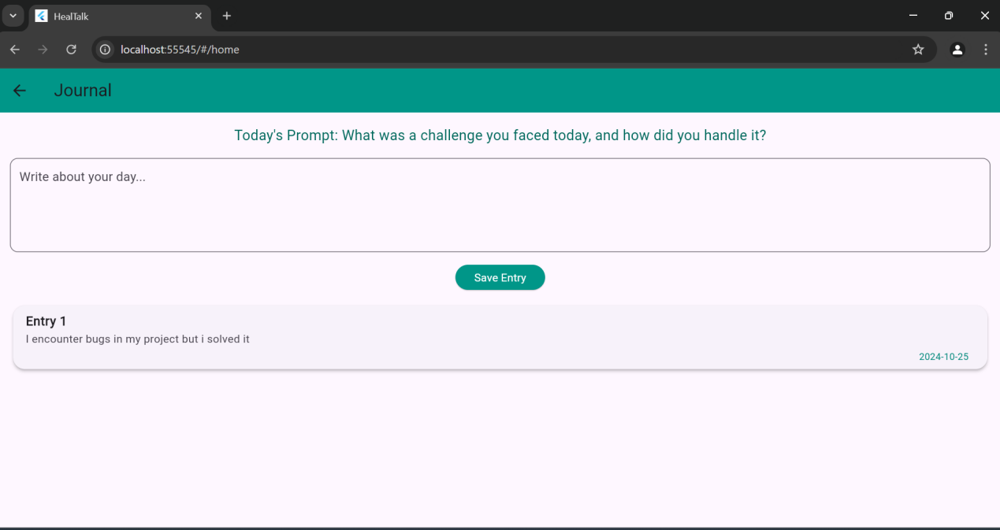 HealTalk
localhost:55545/#/home
Journal
Today's Prompt: What was a challenge you faced today, and how did you handle it?
Write about your day...
Save Entry
Entry 1
I encounter bugs in my project but i solved it
2024-10-25